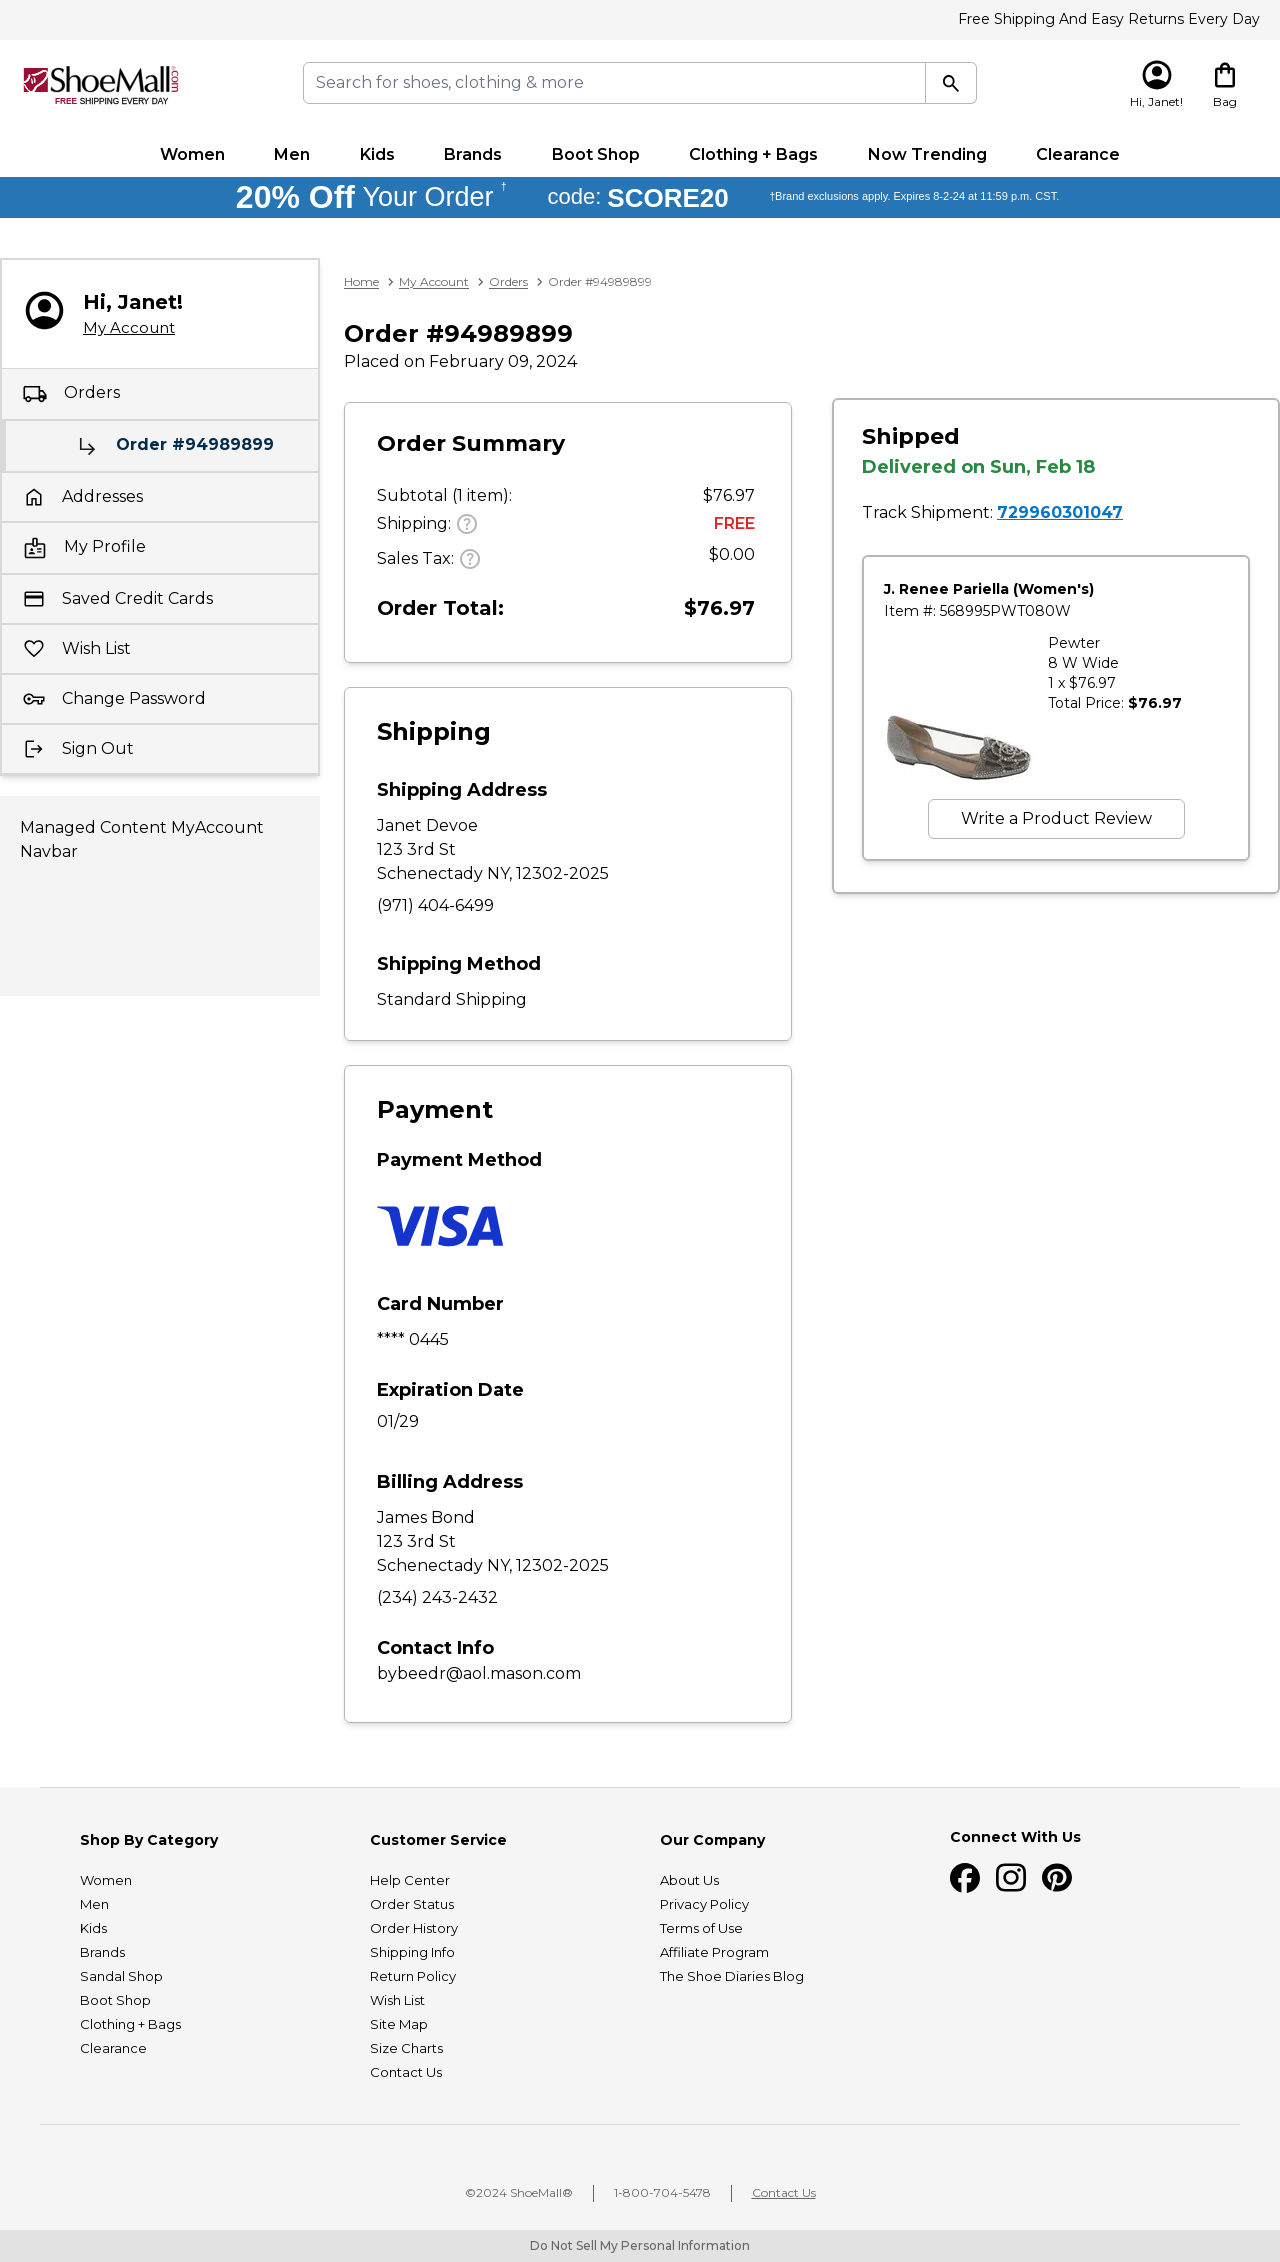 Free Shipping And Easy Returns Every Day
ShoeMall.com®
FREE SHIPPING EVERY DAY
Search for shoes, clothing & more
Hi, Janet!
Bag
Women Men Kids Brands Boot Shop Clothing + Bags Now Trending Clearance
20% Off Your Order † code: SCORE20 †Brand exclusions apply. Expires 8-2-24 at 11:59 p.m. CST.
Hi, Janet!
My Account
Orders
Order #94989899
Addresses
My Profile
Saved Credit Cards
Wish List
Change Password
Sign Out
Managed Content MyAccount
Navbar
Home > My Account > Orders > Order #94989899
Order #94989899
Placed on February 09, 2024
Order Summary
Subtotal (1 item): $76.97
Shipping: ? FREE
Sales Tax: ? $0.00
Order Total: $76.97
Shipping
Shipping Address
Janet Devoe
123 3rd St
Schenectady NY, 12302-2025
(971) 404-6499
Shipping Method
Standard Shipping
Payment
Payment Method
VISA
Card Number
**** 0445
Expiration Date
01/29
Billing Address
James Bond
123 3rd St
Schenectady NY, 12302-2025
(234) 243-2432
Contact Info
bybeedr@aol.mason.com
Shipped
Delivered on Sun, Feb 18
Track Shipment: 729960301047
J. Renee Pariella (Women's)
Item #: 568995PWT080W
Pewter
8 W Wide
1 x $76.97
Total Price: $76.97
Write a Product Review
Shop By Category
Women
Men
Kids
Brands
Sandal Shop
Boot Shop
Clothing + Bags
Clearance
Customer Service
Help Center
Order Status
Order History
Shipping Info
Return Policy
Wish List
Site Map
Size Charts
Contact Us
Our Company
About Us
Privacy Policy
Terms of Use
Affiliate Program
The Shoe Diaries Blog
Connect With Us
©2024 ShoeMall® | 1-800-704-5478 | Contact Us
Do Not Sell My Personal Information